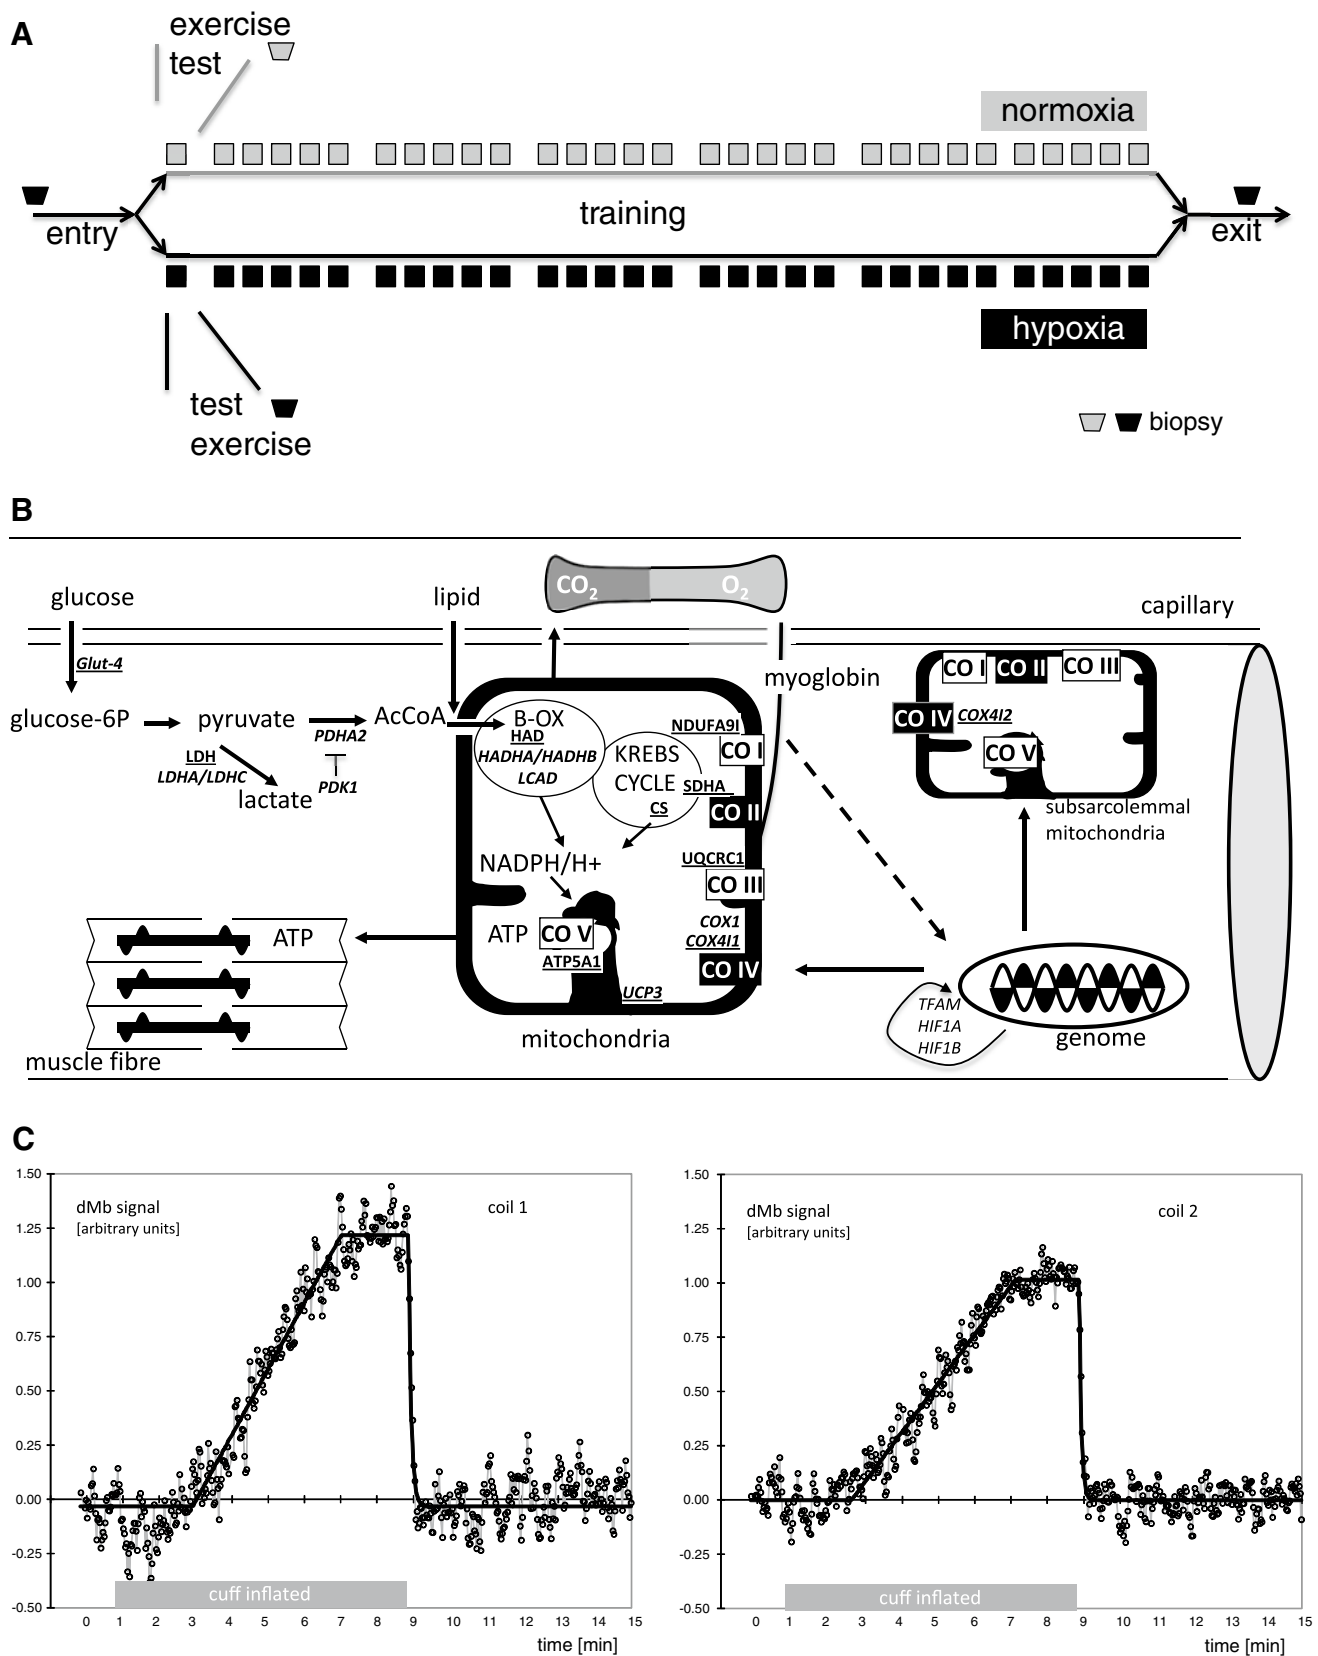 A
exercise
test
normoxia
training
entry
exit
hypoxia
test
exercise
biopsy
B
CO2
O2
glucose
lipid
capillary
Glut-4
myoglobin
CO I
CO II
CO III
glucose-6P
pyruvate
AcCoA
PDHA2
B-OX
HAD
HADHA/HADHB
LCAD
NDUFA9I
CO I
CO IV
COX4I2
CO V
LDH
LDHA/LDHC
lactate
PDK1
KREBS
CYCLE
SDHA
CS
CO II
subsarcolemmal
mitochondria
NADPH/H+
UQCRC1
CO III
ATP
ATP
CO V
ATP5A1
COX1
COX4I1
CO IV
UCP3
mitochondria
TFAM
HIF1A
HIF1B
genome
muscle fibre
C
1.50
1.25
1.00
0.75
0.50
0.25
0.00
-0.25
-0.50
dMb signal
[arbitrary units]
coil 1
cuff inflated
0 1 2 3 4 5 6 7 8 9 10 11 12 13 14 15
time [min]
1.50
1.25
1.00
0.75
0.50
0.25
0.00
-0.25
-0.50
dMb signal
[arbitrary units]
coil 2
cuff inflated
0 1 2 3 4 5 6 7 8 9 10 11 12 13 14 15
time [min]